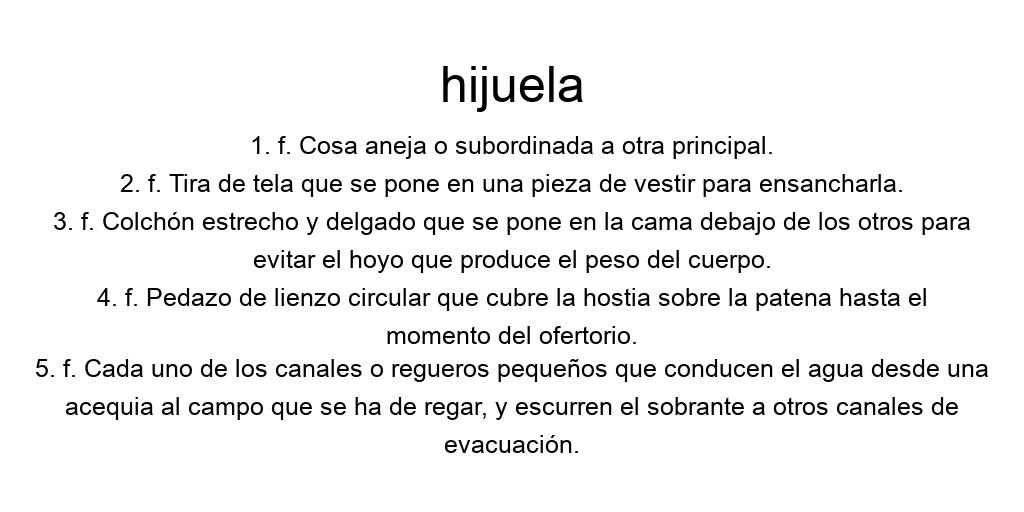 hijuela
1. f. Cosa aneja o subordinada a otra principal.
2. f. Tira de tela que se pone en una pieza de vestir para ensancharla.
3. f. Colchón estrecho y delgado que se pone en la cama debajo de los otros para
evitar el hoyo que produce el peso del cuerpo.
4. f. Pedazo de lienzo circular que cubre la hostia sobre la patena hasta el
momento del ofertorio.
5. f. Cada uno de los canales o regueros pequeños que conducen el agua desde una
acequia al campo que se ha de regar, y escurren el sobrante a otros canales de
evacuación.